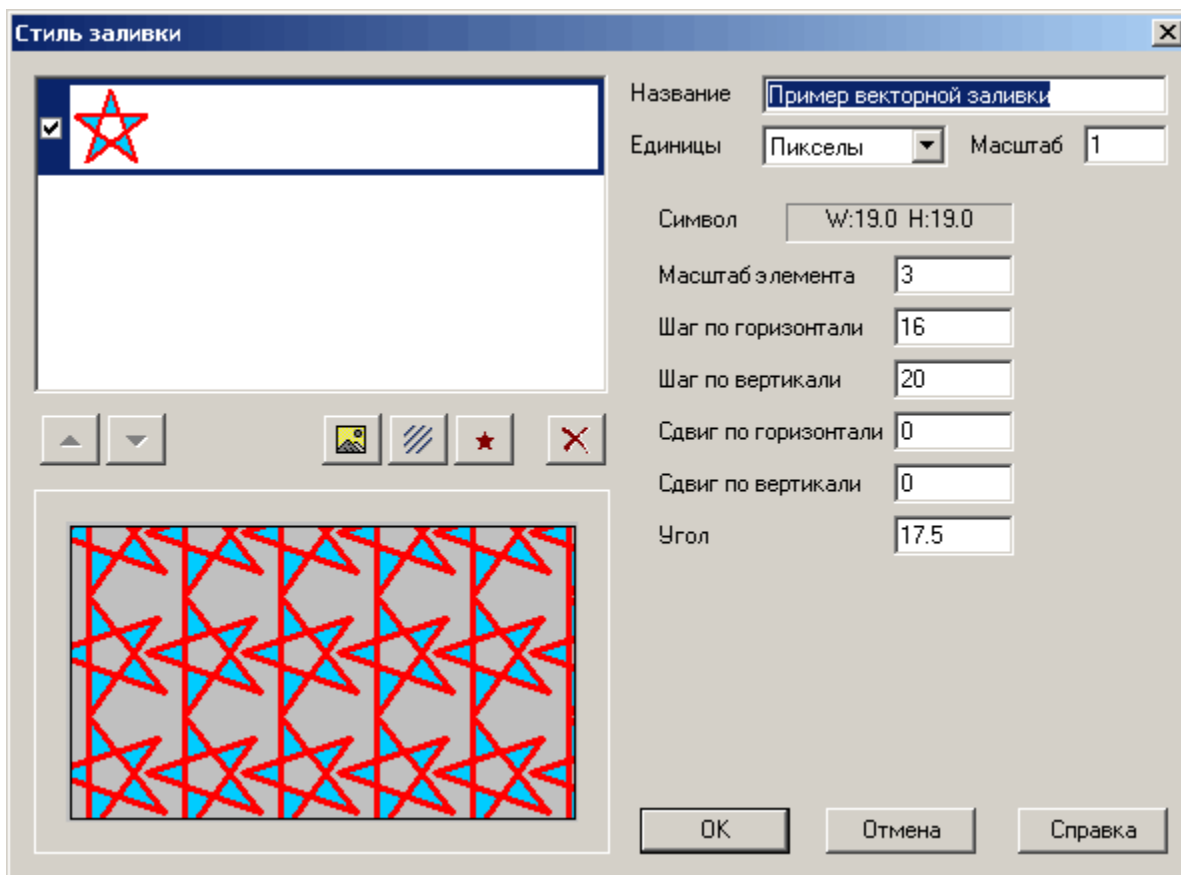 Стиль заливки
Название Пример векторной заливки
Единицы Пикселы Масштаб 1
Символ W:19.0 H:19.0
Масштаб элемента 3
Шаг по горизонтали 16
Шаг по вертикали 20
Сдвиг по горизонтали 0
Сдвиг по вертикали 0
Угол 17.5
OK Отмена Справка